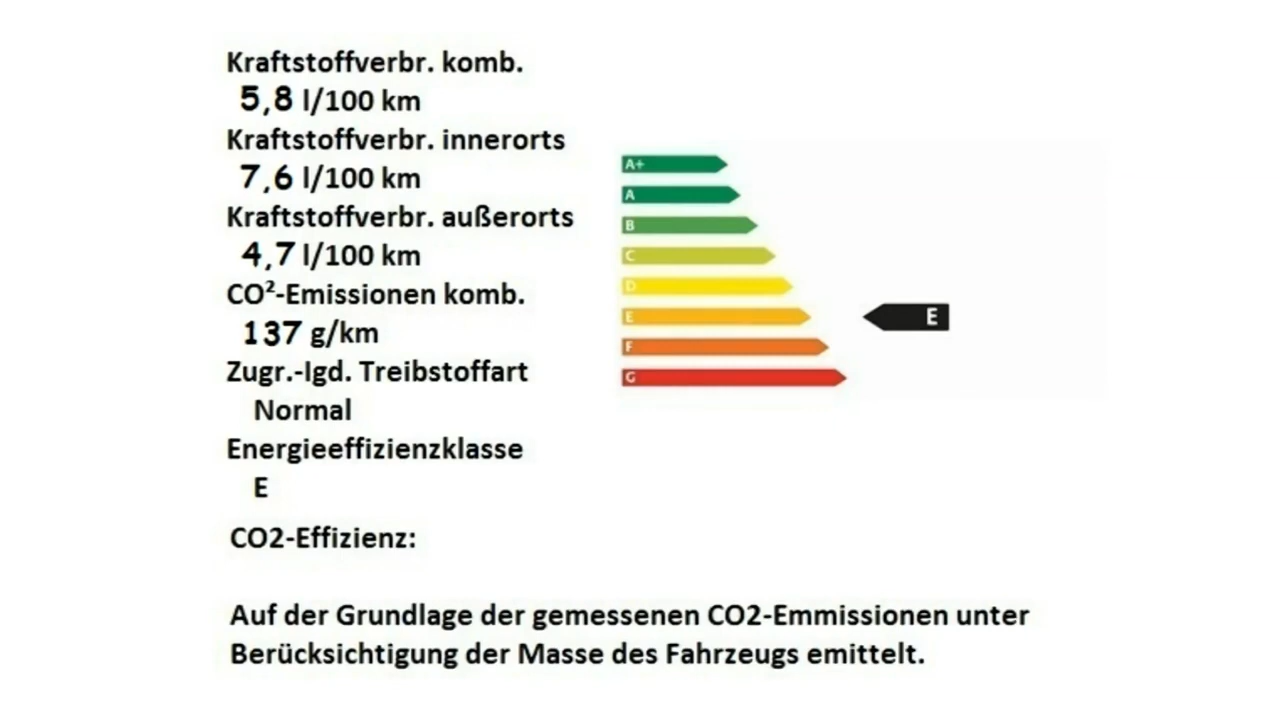 Kraftstoffverbr. komb.
5,8 l/100 km
Kraftstoffverbr. innerorts
7,6 l/100 km
Kraftstoffverbr. außerorts
4,7 l/100 km
CO²-Emissionen komb.
137 g/km
Zugr.-lgd. Treibstoffart
Normal
Energieeffizienzklasse
E
A+
A
B
C
D
E
E
F
G
CO2-Effizienz:
Auf der Grundlage der gemessenen CO2-Emmissionen unter
Berücksichtigung der Masse des Fahrzeugs emittelt.